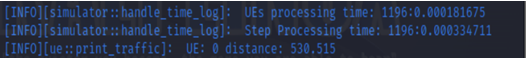 [INFO][simulator::handle_time_log]: UEs processing time: 1196:0.000181675
[INFO][simulator::handle_time_log]: Step Processing time: 1196:0.000334711
[INFO][ue::print_traffic]: UE: 0 distance: 530.515